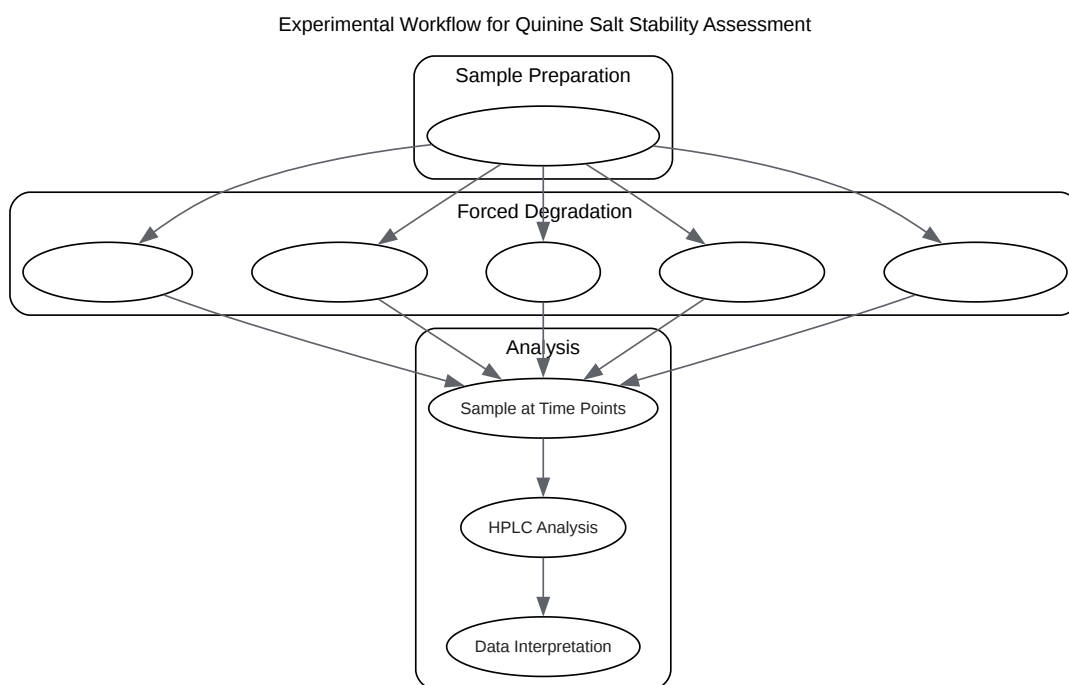 Experimental Workflow for Quinine Salt Stability Assessment
Sample Preparation
Forced Degradation
Analysis
Sample at Time Points
HPLC Analysis
Data Interpretation